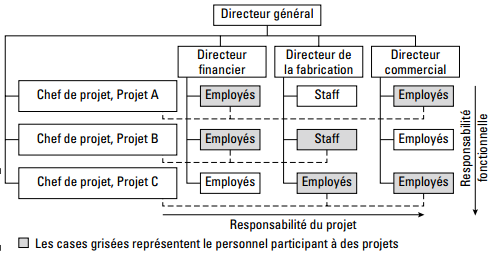 Directeur général
Directeur
financier
Directeur de
la fabrication
Directeur
commercial
Chef de projet, Projet A
Employés
Staff
Employés
Chef de projet, Projet B
Employés
Staff
Employés
Chef de projet, Projet C
Employés
Employés
Employés
Responsabilité
fonctionnelle
Responsabilité du projet
Les cases grisées représentent le personnel participant à des projets